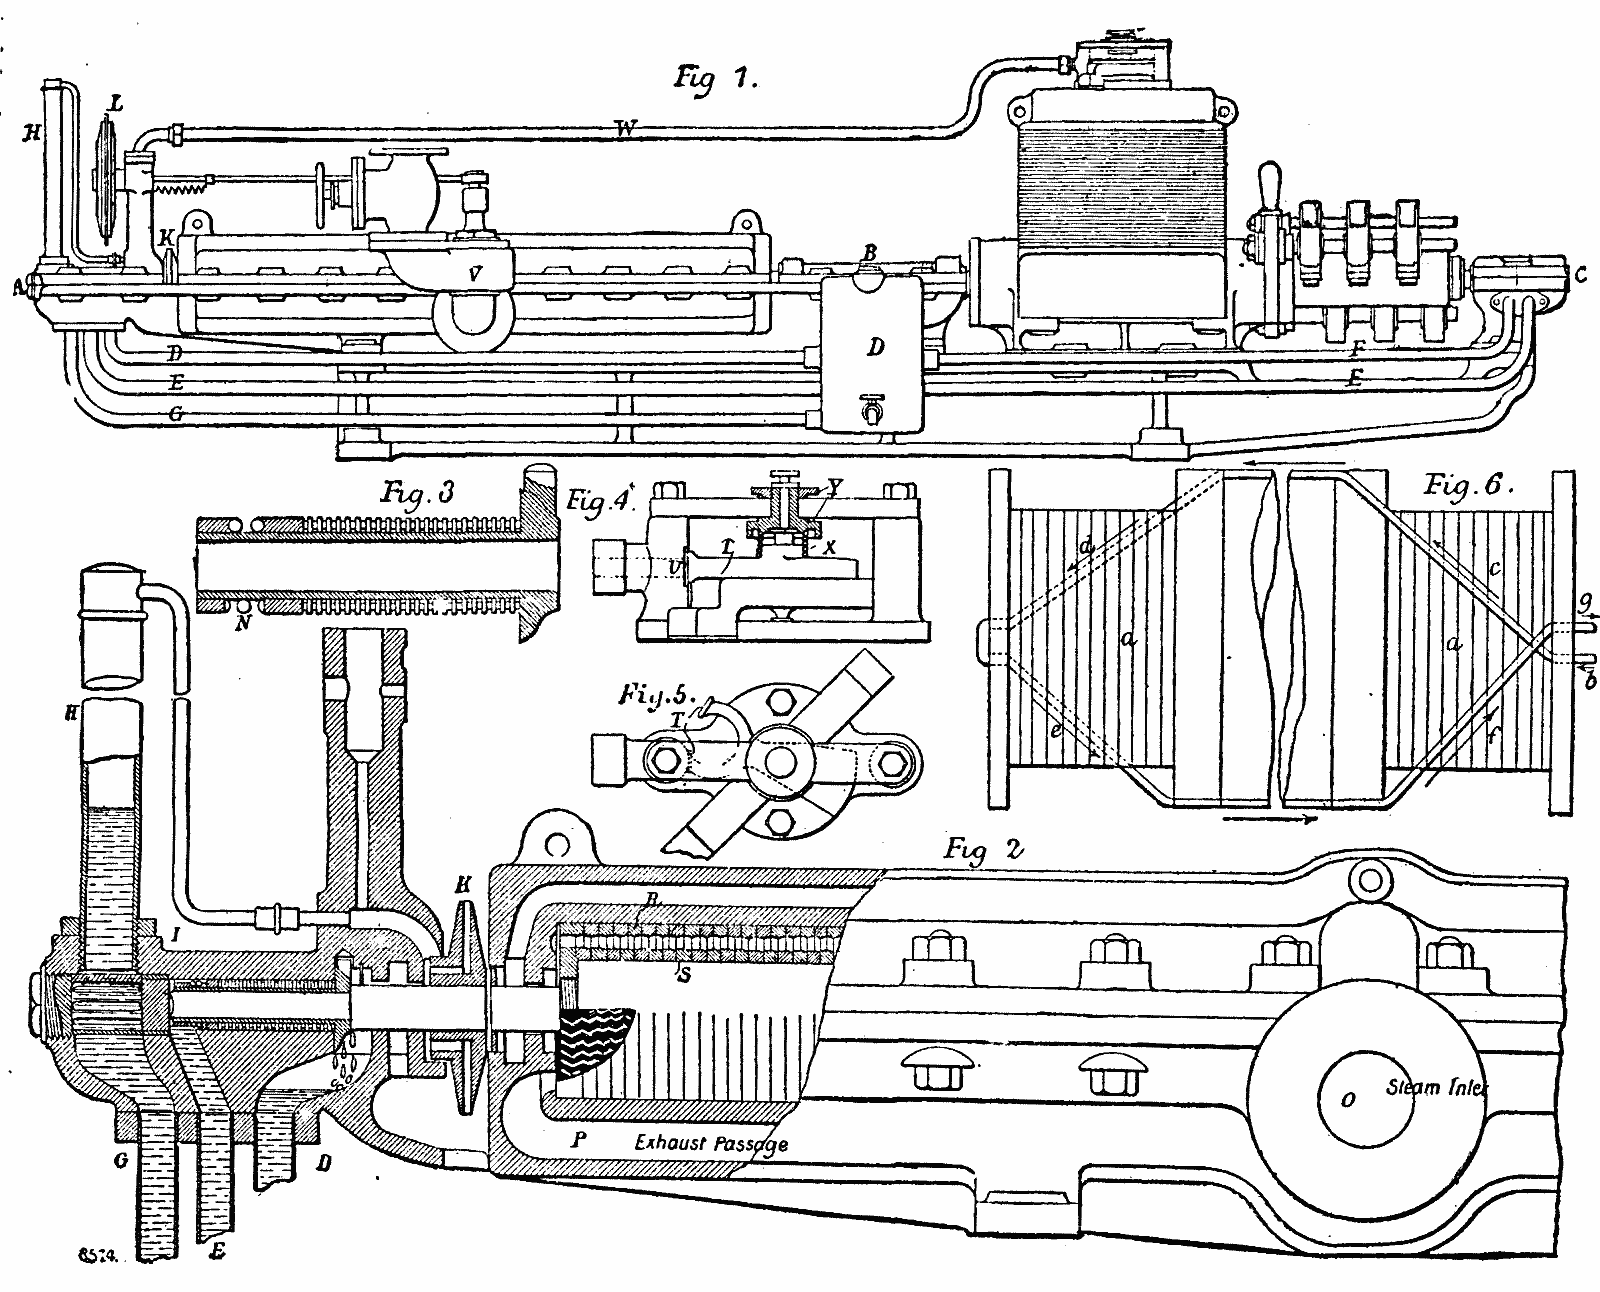 Fig 1.
H
L
W
K
A
V
B
C
D
D
F
E
E
G
Fig. 3
N
Fig. 4.
Y
T
X
U
Fig. 5.
T
Fig. 6.
d
c
a
a
g
b
e
f
Fig 2
H
I
H
R
S
O Steam Inlet
P Exhaust Passage
G
D
E
8574.